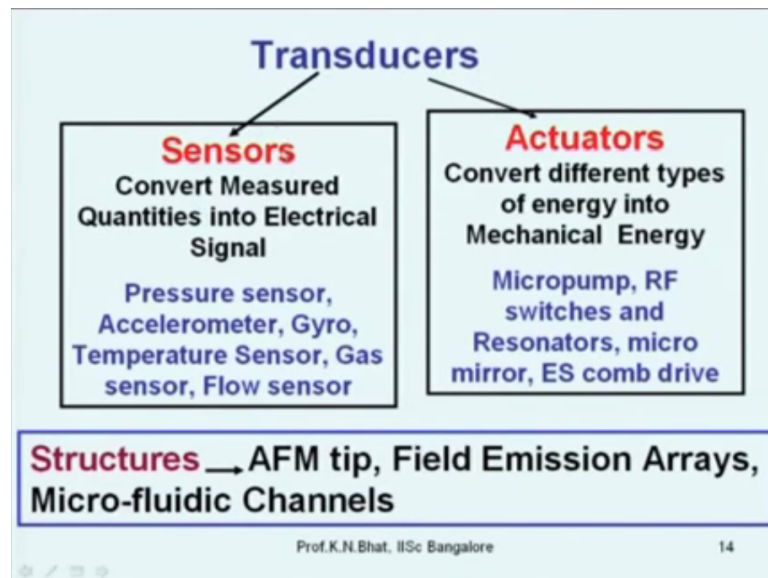 Transducers
Sensors
Convert Measured
Quantities into Electrical
Signal
Pressure sensor,
Accelerometer, Gyro,
Temperature Sensor, Gas
sensor, Flow sensor
Actuators
Convert different types
of energy into
Mechanical Energy
Micropump, RF
switches and
Resonators, micro
mirror, ES comb drive
Structures AFM tip, Field Emission Arrays,
Micro-fluidic Channels
Prof.K.N.Bhat, IISc Bangalore 14